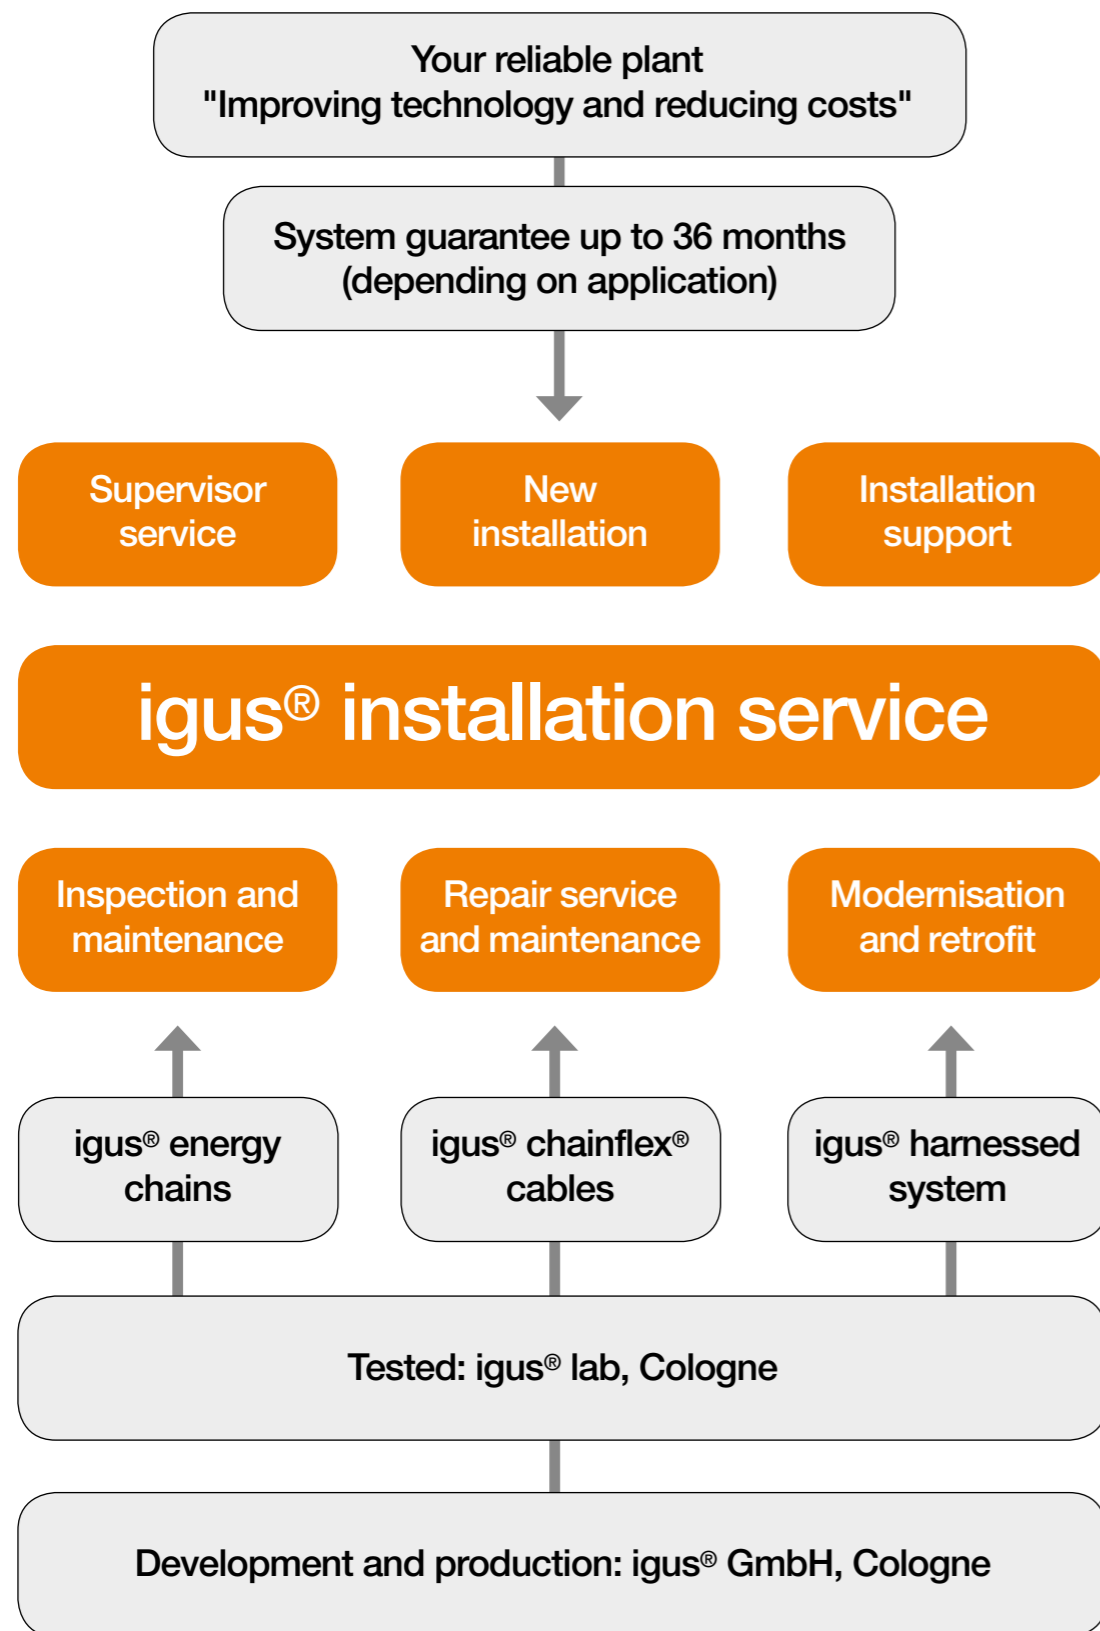 Your reliable plant
"Improving technology and reducing costs"
System guarantee up to 36 months
(depending on application)
Supervisor
service
New
installation
Installation
support
igus® installation service
Inspection and
maintenance
Repair service
and maintenance
Modernisation
and retrofit
igus® energy
chains
igus® chainflex®
cables
igus® harnessed
system
Tested: igus® lab, Cologne
Development and production: igus® GmbH, Cologne